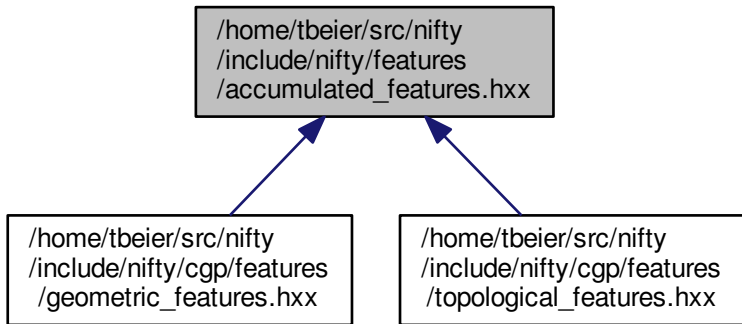 /home/tbeier/src/nifty
/include/nifty/features
/accumulated_features.hxx
/home/tbeier/src/nifty
/include/nifty/cgp/features
/geometric_features.hxx
/home/tbeier/src/nifty
/include/nifty/cgp/features
/topological_features.hxx